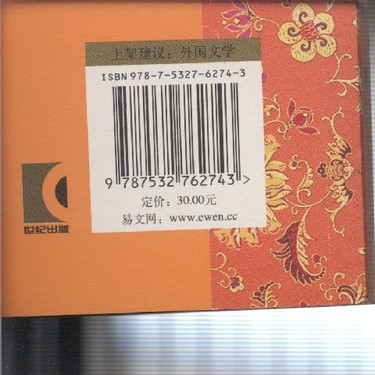 上架建议：外国文学
ISBN 978-7-5327-6274-3
9 787532 762743 >
定价：30.00元
易文网：www.ewen.cc
世纪出版